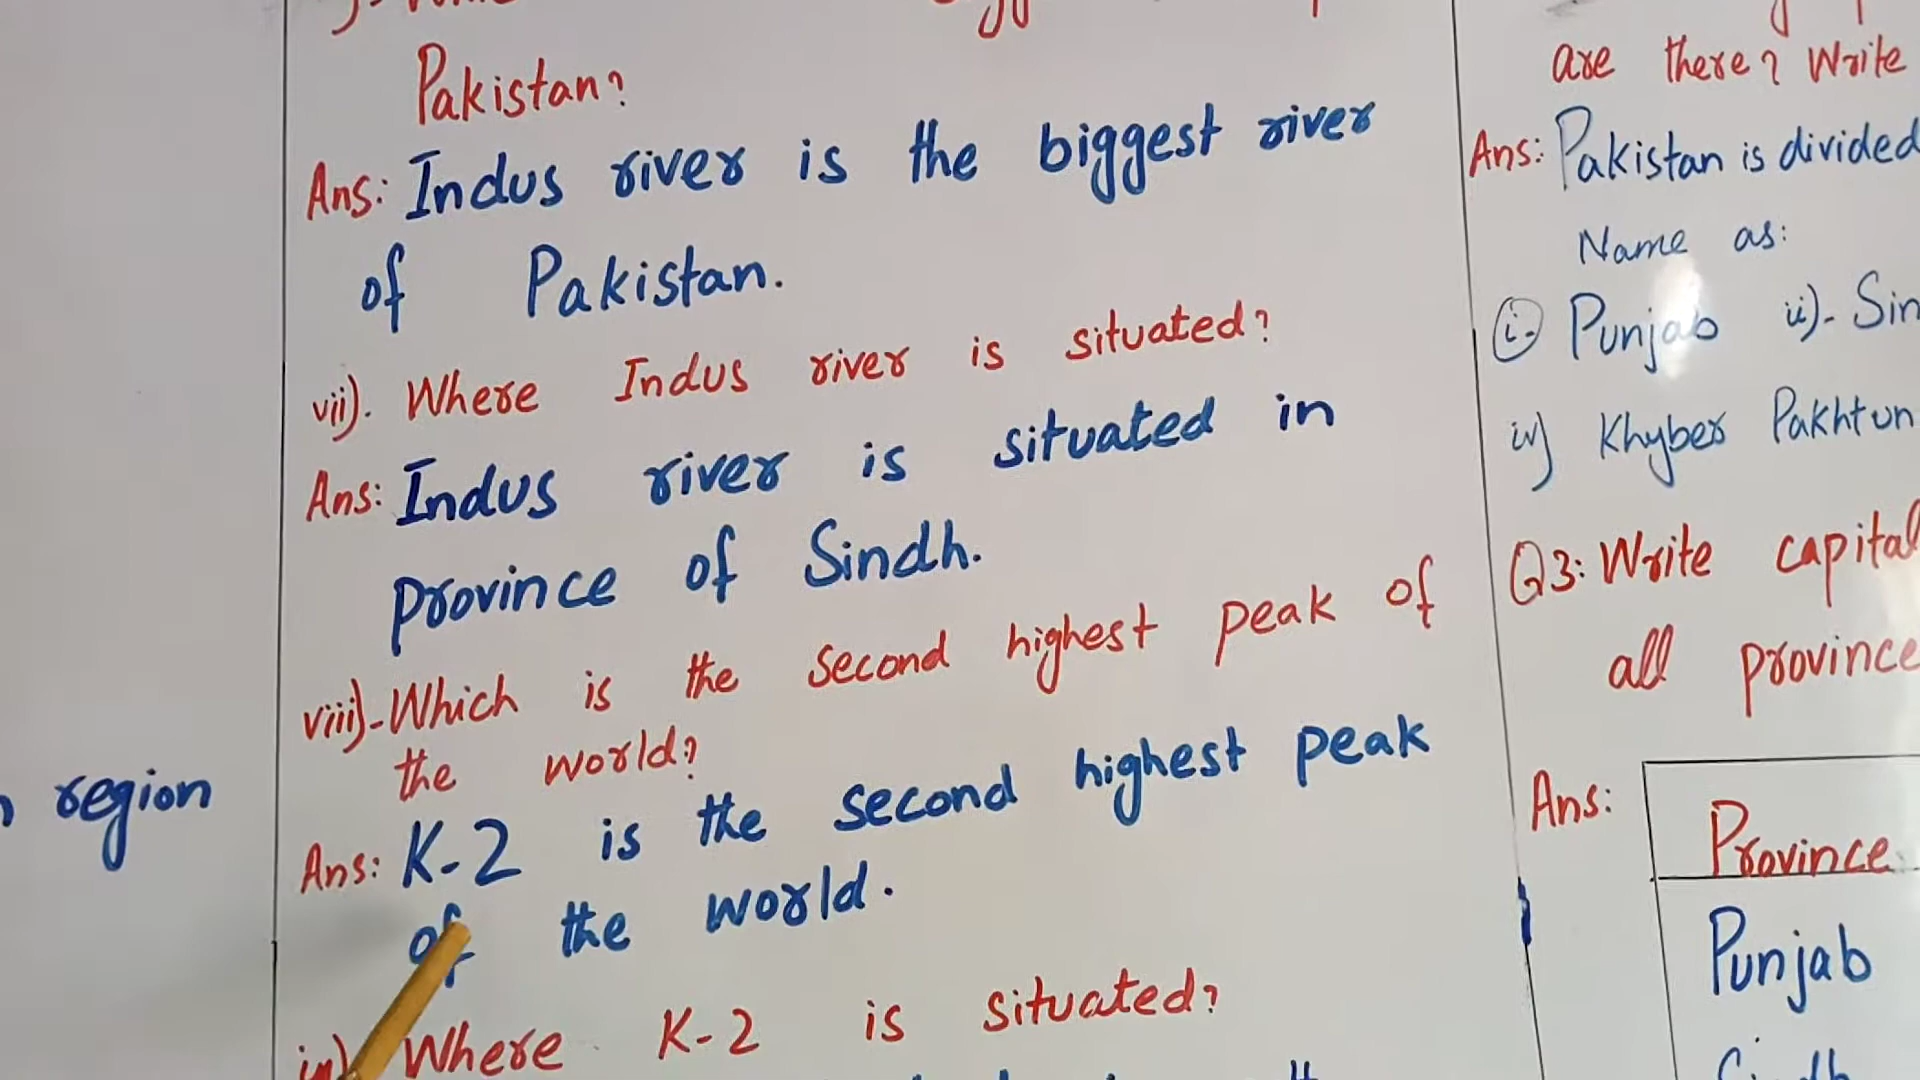 region
Pakistan?
Ans: Indus river is the biggest river
of Pakistan.
vii). Where Indus river is situated?
Ans: Indus river is situated in
province of Sindh.
viii)-Which is the second highest peak of
the world?
Ans: K-2 is the second highest peak
of the world.
Where K-2 is situated?
are there? Write
Ans: Pakistan is divided
Name as:
i- Punjab ii)- Sin
iv) Khyber Pakhtun
Q3: Write capital
all province
Ans:
Province
Punjab